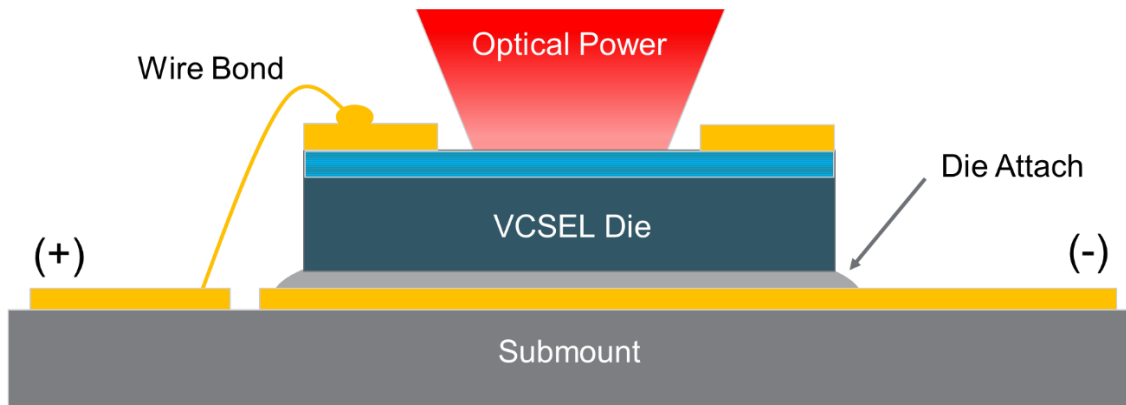 Optical Power
Wire Bond
Die Attach
VCSEL Die
(+)
(-)
Submount